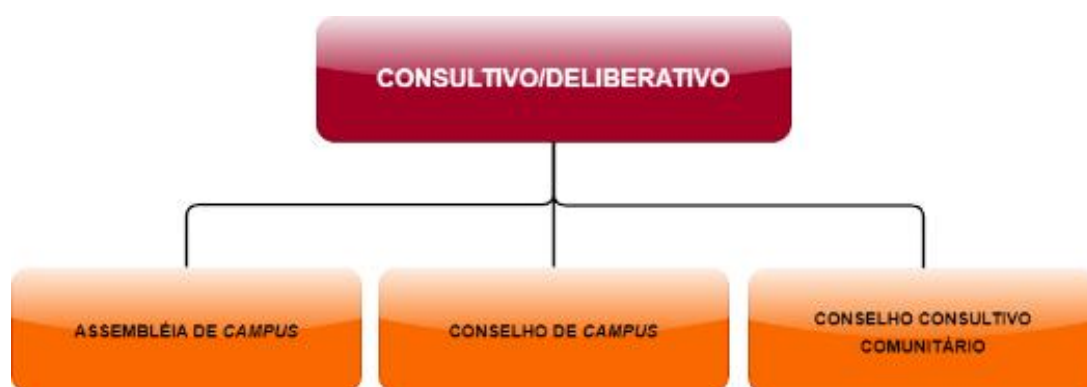 CONSULTIVO/DELIBERATIVO
ASSEMBLÉIA DE CAMPUS
CONSELHO DE CAMPUS
CONSELHO CONSULTIVO
COMUNITÁRIO